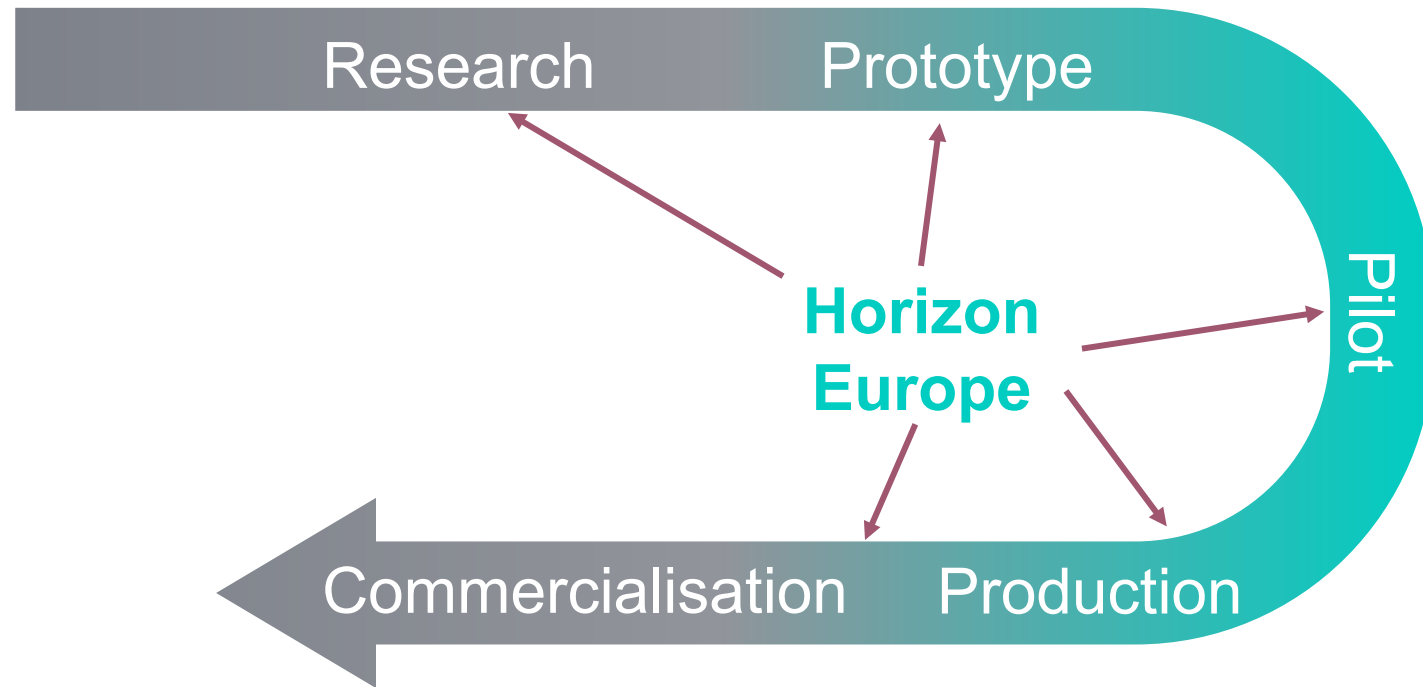 Research
Prototype
Pilot
Horizon
Europe
Commercialisation
Production